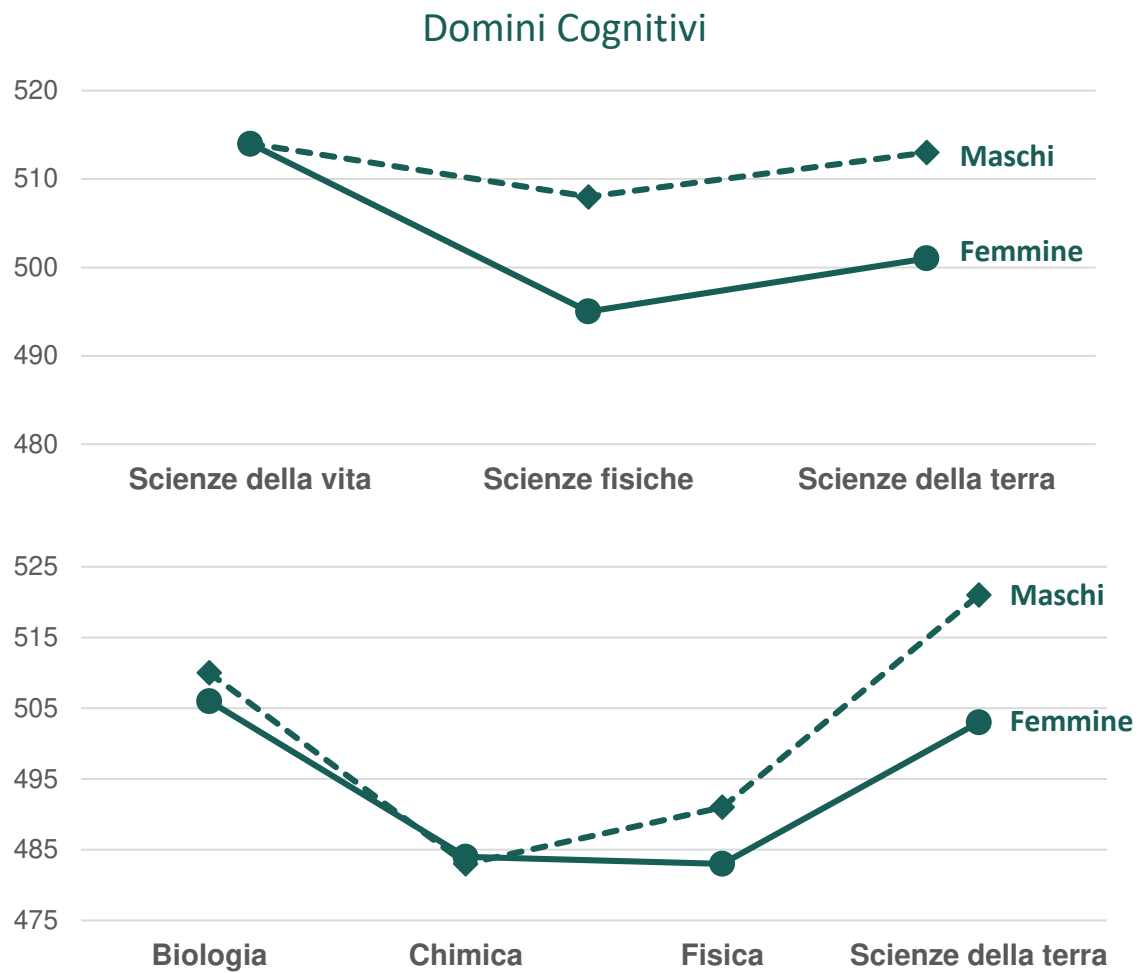 Domini Cognitivi
520
510
500
490
480
Maschi
Femmine
Scienze della vita
Scienze fisiche
Scienze della terra
525
515
505
495
485
475
Maschi
Femmine
Biologia
Chimica
Fisica
Scienze della terra